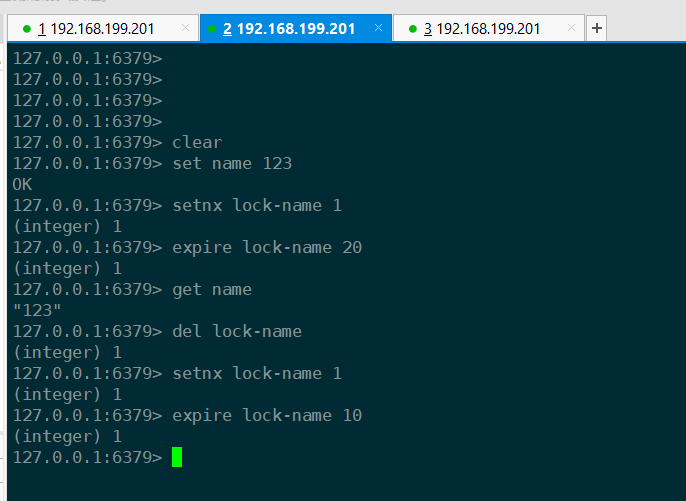 1 192.168.199.201 × 2 192.168.199.201 × 3 192.168.199.201 × +
127.0.0.1:6379>
127.0.0.1:6379>
127.0.0.1:6379>
127.0.0.1:6379>
127.0.0.1:6379> clear
127.0.0.1:6379> set name 123
OK
127.0.0.1:6379> setnx lock-name 1
(integer) 1
127.0.0.1:6379> expire lock-name 20
(integer) 1
127.0.0.1:6379> get name
"123"
127.0.0.1:6379> del lock-name
(integer) 1
127.0.0.1:6379> setnx lock-name 1
(integer) 1
127.0.0.1:6379> expire lock-name 10
(integer) 1
127.0.0.1:6379>